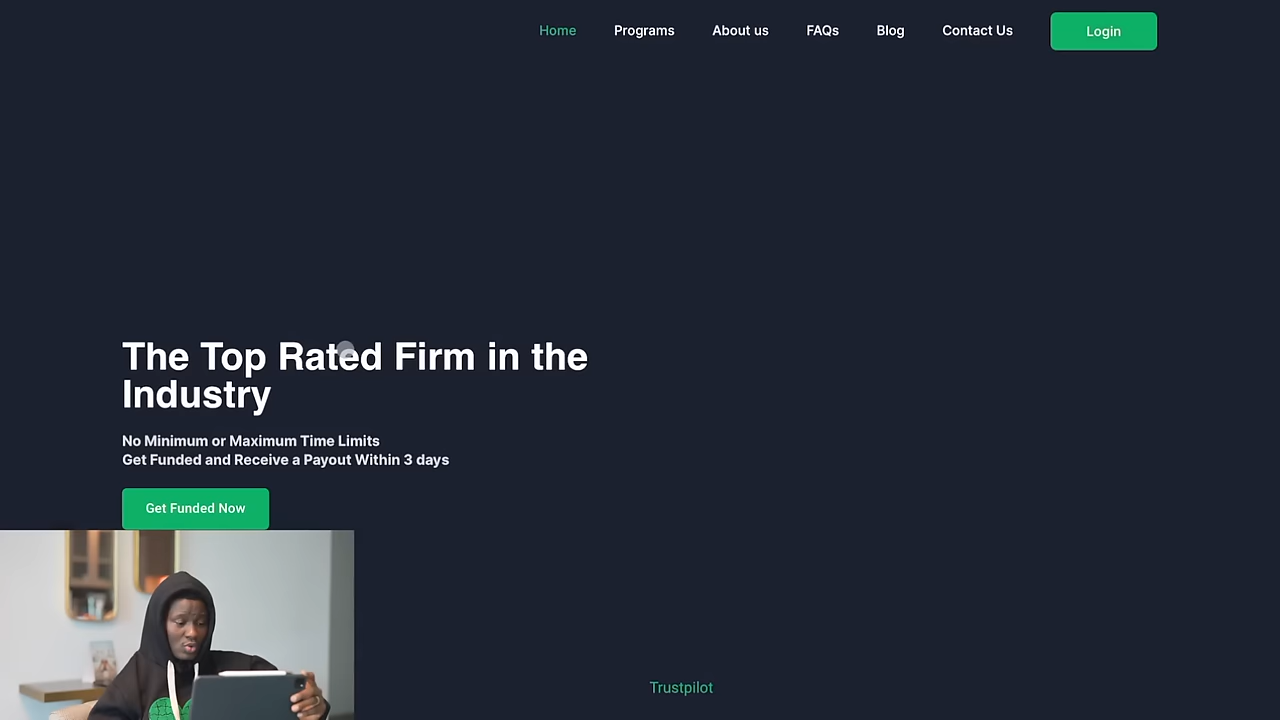 Home Programs About us FAQs Blog Contact Us Login
The Top Rated Firm in the
Industry
No Minimum or Maximum Time Limits
Get Funded and Receive a Payout Within 3 days
Get Funded Now
Trustpilot